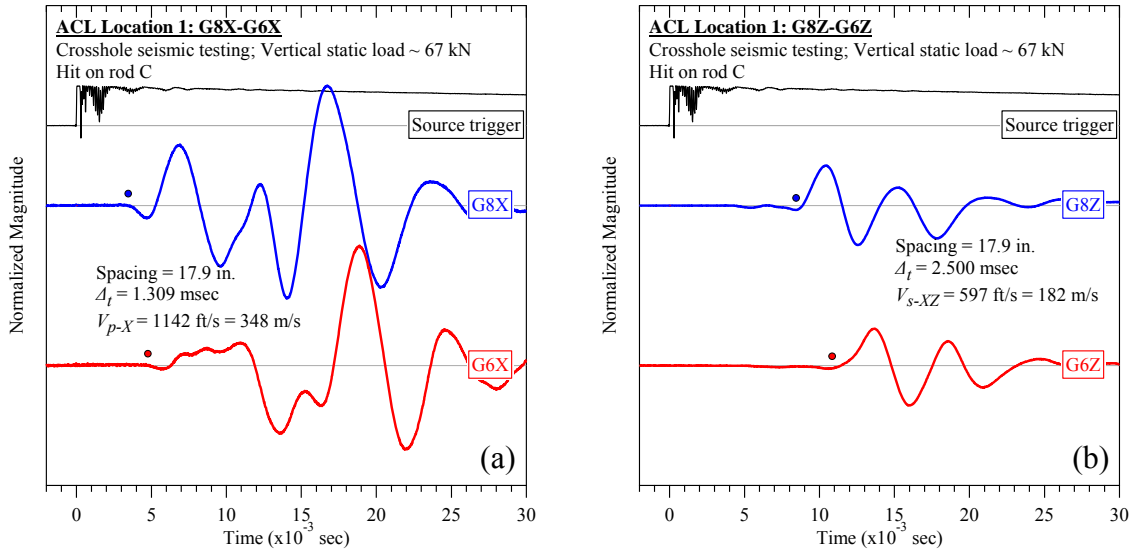 ACL Location 1: G8X-G6X
Crosshole seismic testing; Vertical static load ~ 67 kN
Hit on rod C
Source trigger
G8X
Spacing = 17.9 in.
Δt = 1.309 msec
Vp-X = 1142 ft/s = 348 m/s
G6X
(a)
Normalized Magnitude
0 5 10 15 20 25 30
Time (x10-3 sec)
ACL Location 1: G8Z-G6Z
Crosshole seismic testing; Vertical static load ~ 67 kN
Hit on rod C
Source trigger
G8Z
Spacing = 17.9 in.
Δt = 2.500 msec
Vs-XZ = 597 ft/s = 182 m/s
G6Z
(b)
Normalized Magnitude
0 5 10 15 20 25 30
Time (x10-3 sec)